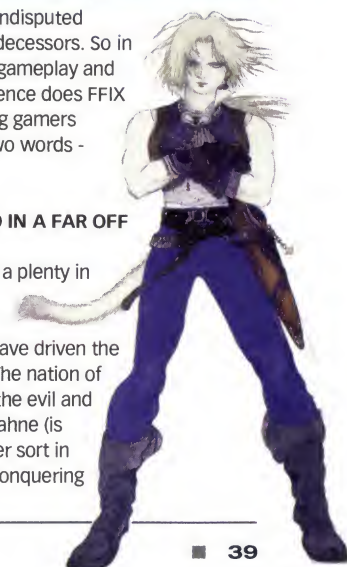 ndisputed
decessors. So in
gameplay and
ence does FFIX
g gamers
wo words -
O IN A FAR OFF
a plenty in
ave driven the
he nation of
the evil and
ahne (is
er sort in
onquering
39